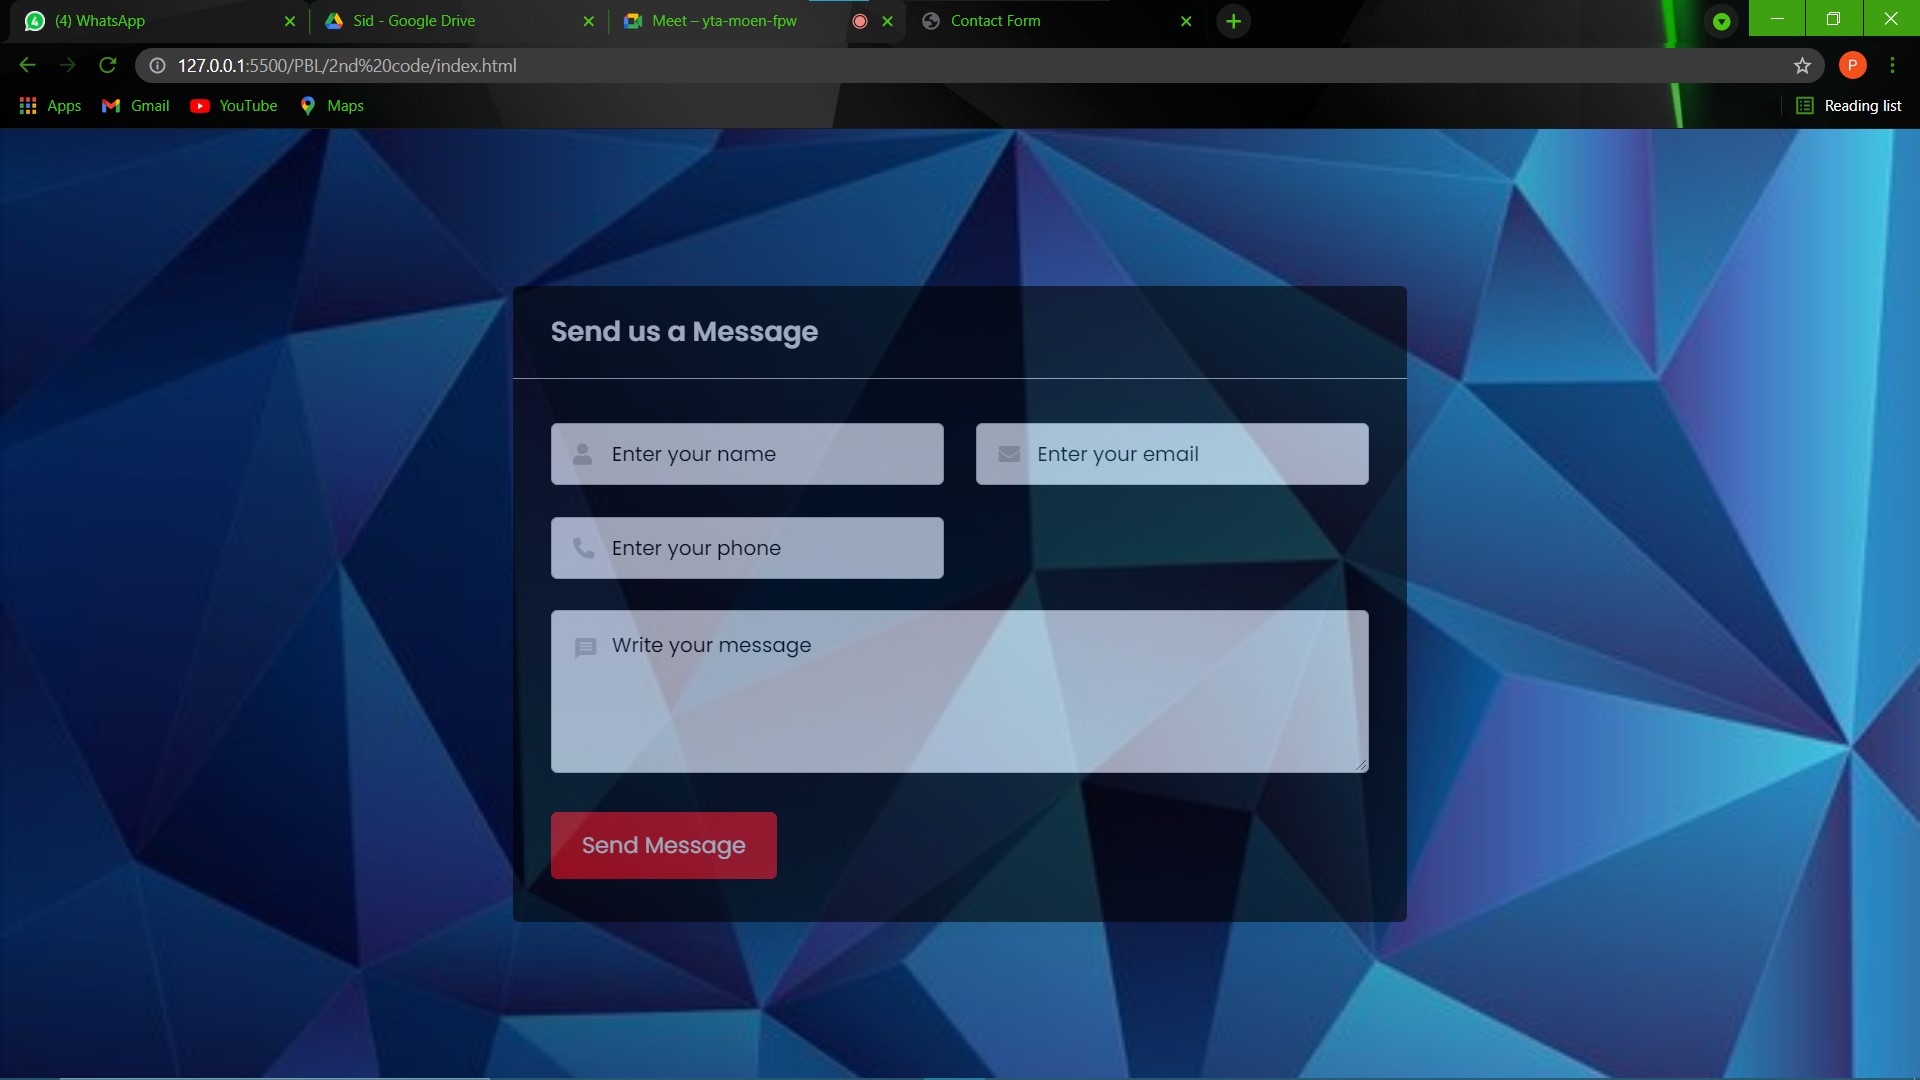 4 (4) WhatsApp
Sid - Google Drive
Meet – yta-moen-fpw
Contact Form
127.0.0.1:5500/PBL/2nd%20code/index.html
P
Apps
Gmail
YouTube
Maps
Reading list
Send us a Message
Enter your name
Enter your email
Enter your phone
Write your message
Send Message